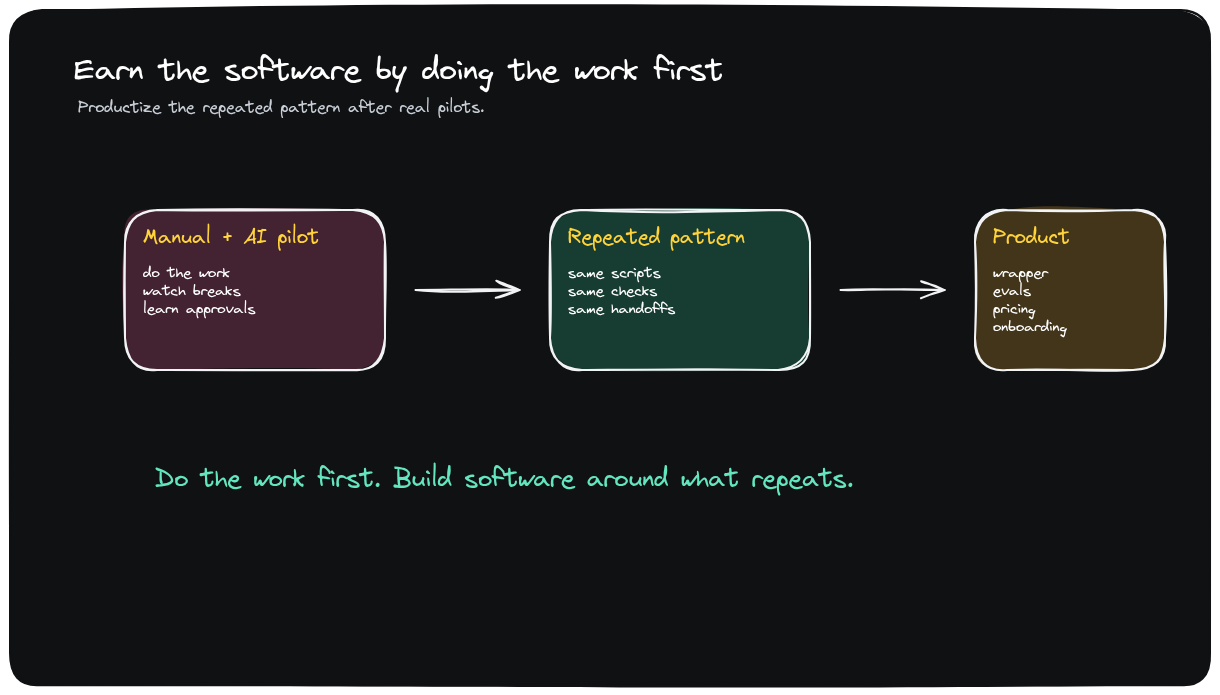 Earn the software by doing the work first
Productize the repeated pattern after real pilots.
Manual + AI pilot
do the work
watch breaks
learn approvals
Repeated pattern
same scripts
same checks
same handoffs
Product
wrapper
evals
pricing
onboarding
Do the work first. Build software around what repeats.